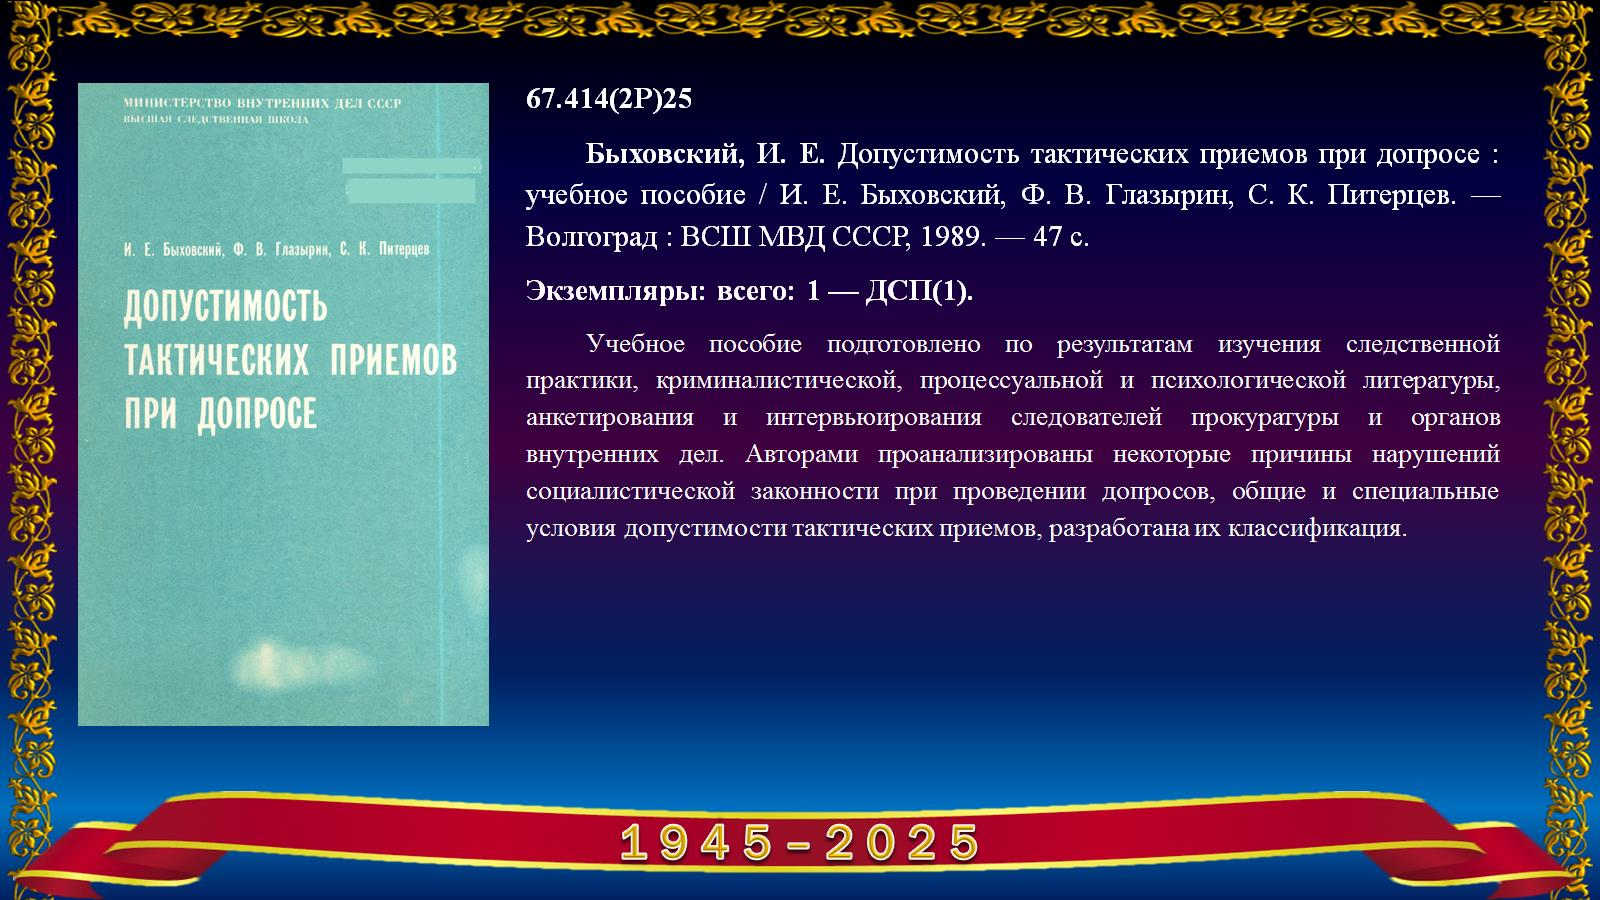 МИНИСТЕРСТВО ВНУТРЕННИХ ДЕЛ СССР
ВЫСШАЯ СЛЕДСТВЕННАЯ ШКОЛА
И. Е. Быховский, Ф. В. Глазырин, С. К. Питерцев
ДОПУСТИМОСТЬ
ТАКТИЧЕСКИХ ПРИЕМОВ
ПРИ ДОПРОСЕ
67.414(2Р)25
Быховский, И. Е. Допустимость тактических приемов при допросе :
учебное пособие / И. Е. Быховский, Ф. В. Глазырин, С. К. Питерцев. —
Волгоград : ВСШ МВД СССР, 1989. — 47 с.
Экземпляры: всего: 1 — ДСП(1).
Учебное пособие подготовлено по результатам изучения следственной
практики, криминалистической, процессуальной и психологической литературы,
анкетирования и интервьюирования следователей прокуратуры и органов
внутренних дел. Авторами проанализированы некоторые причины нарушений
социалистической законности при проведении допросов, общие и специальные
условия допустимости тактических приемов, разработана их классификация.
1945–2025